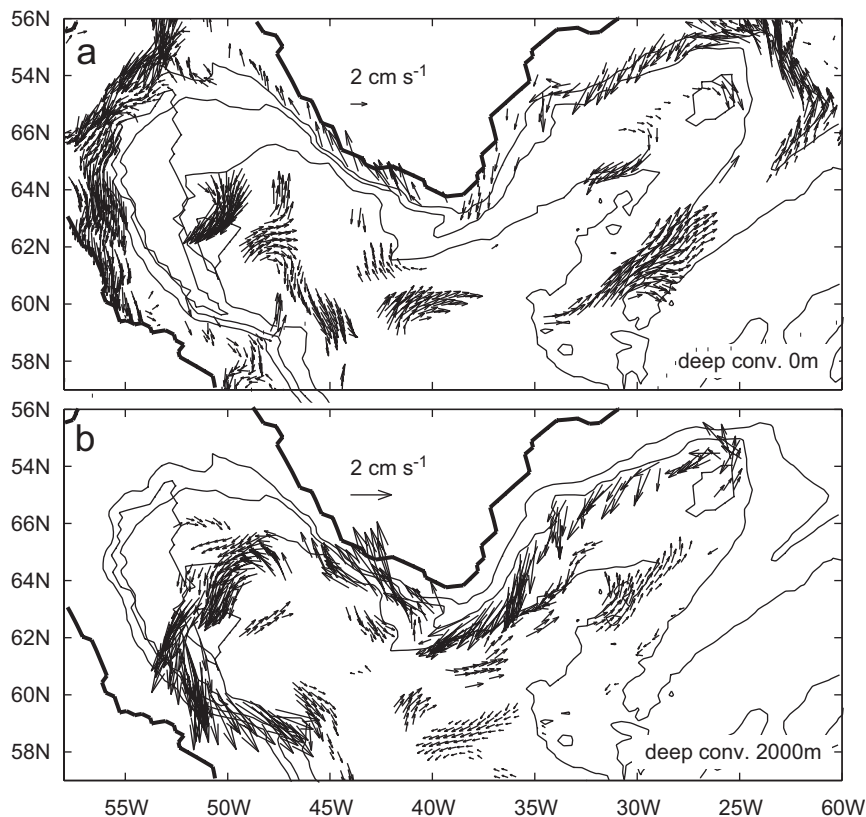 56N
a
54N
2 cm s-1
66N
64N
62N
60N
58N
deep conv. 0m
56N
b
54N
2 cm s-1
66N
64N
62N
60N
58N
deep conv. 2000m
55W 50W 45W 40W 35W 30W 25W 60W